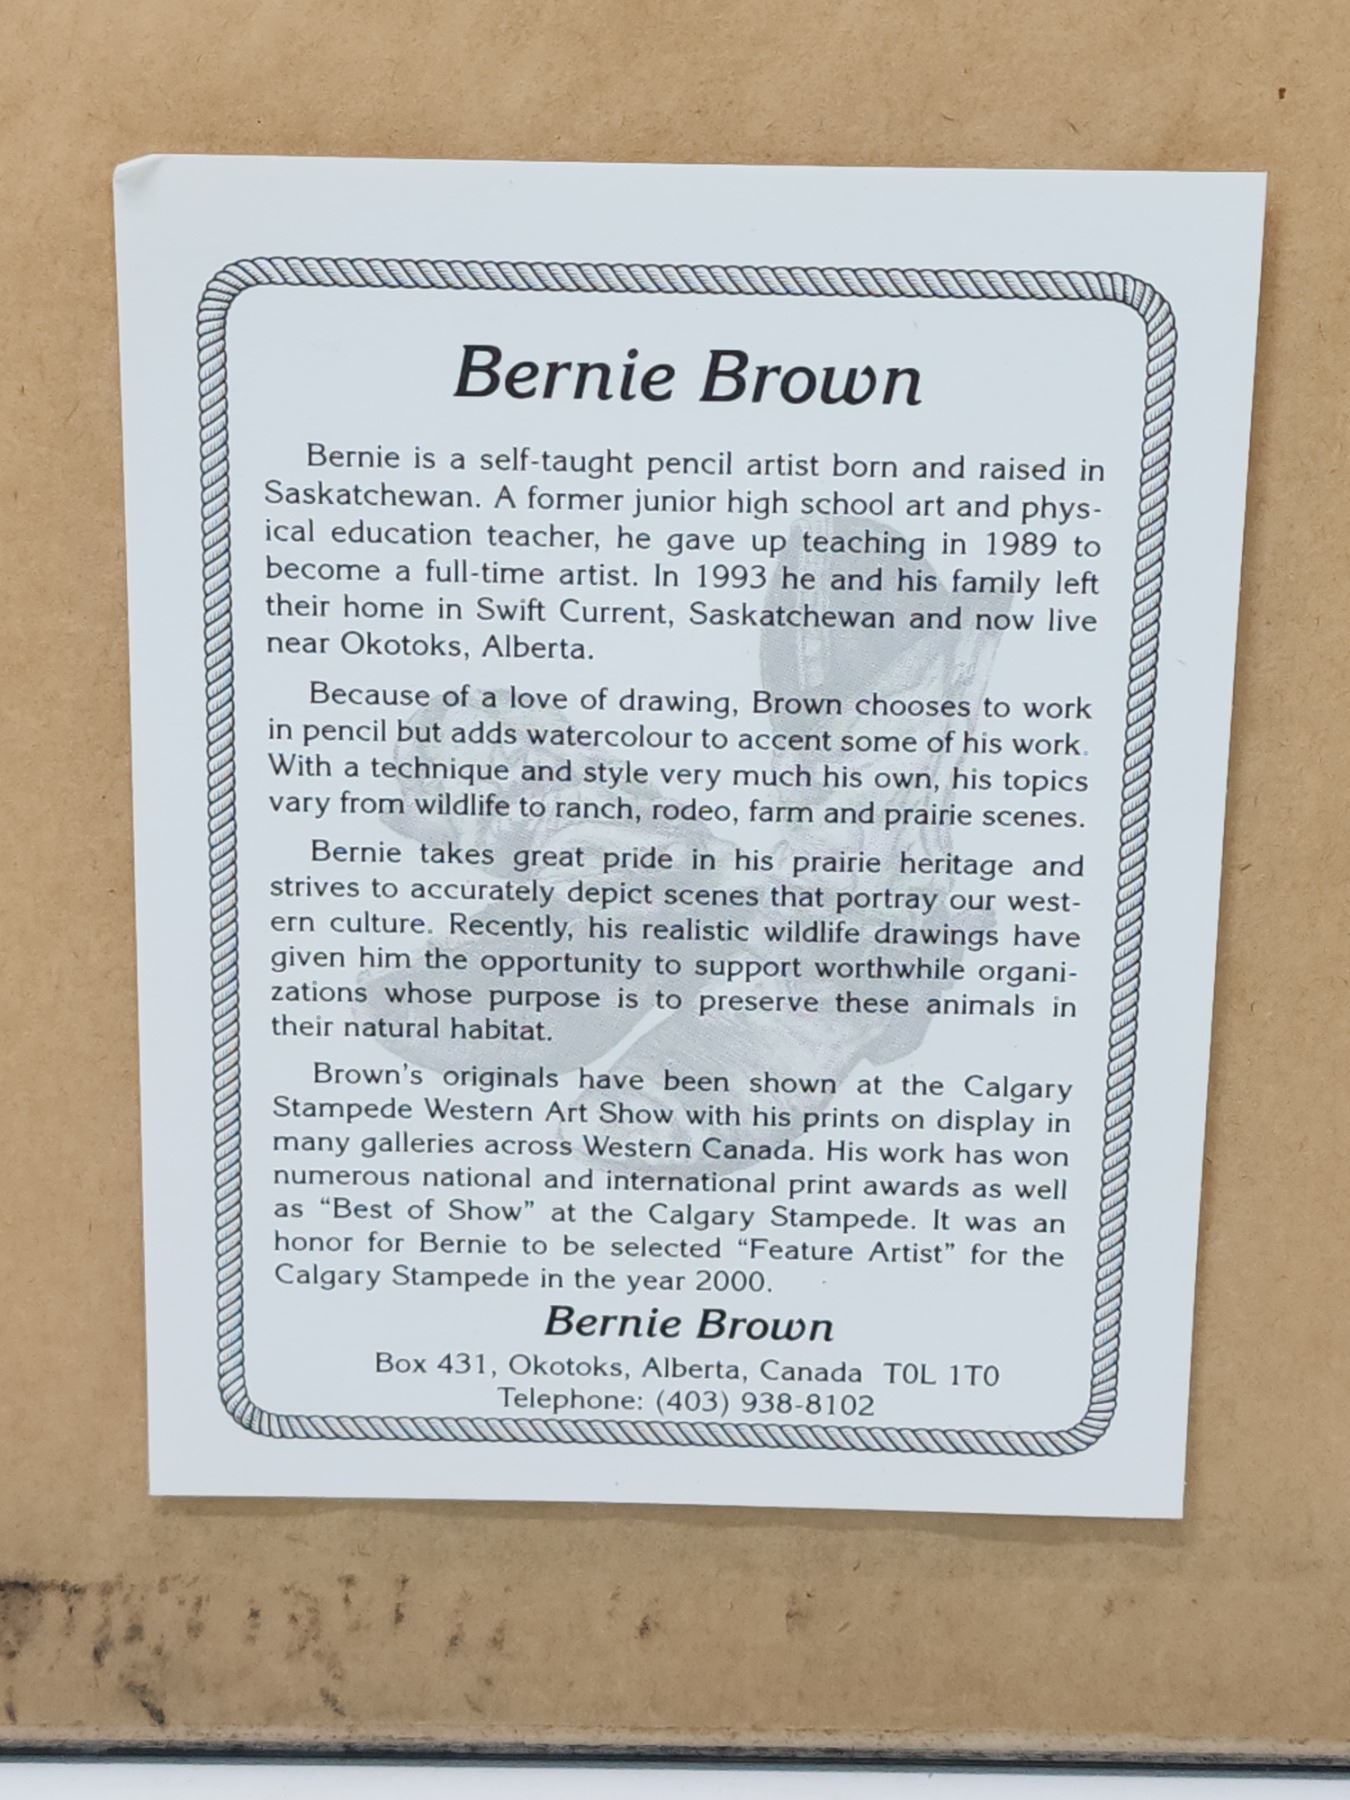 Bernie Brown
Bernie is a self-taught pencil artist born and raised in
Saskatchewan. A former junior high school art and phys-
ical education teacher, he gave up teaching in 1989 to
become a full-time artist. In 1993 he and his family left
their home in Swift Current, Saskatchewan and now live
near Okotoks, Alberta.
Because of a love of drawing, Brown chooses to work
in pencil but adds watercolour to accent some of his work.
With a technique and style very much his own, his topics
vary from wildlife to ranch, rodeo, farm and prairie scenes.
Bernie takes great pride in his prairie heritage and
strives to accurately depict scenes that portray our west-
ern culture. Recently, his realistic wildlife drawings have
given him the opportunity to support worthwhile organi-
zations whose purpose is to preserve these animals in
their natural habitat.
Brown's originals have been shown at the Calgary
Stampede Western Art Show with his prints on display in
many galleries across Western Canada. His work has won
numerous national and international print awards as well
as “Best of Show” at the Calgary Stampede. It was an
honor for Bernie to be selected “Feature Artist” for the
Calgary Stampede in the year 2000.
Bernie Brown
Box 431, Okotoks, Alberta, Canada T0L 1T0
Telephone: (403) 938-8102